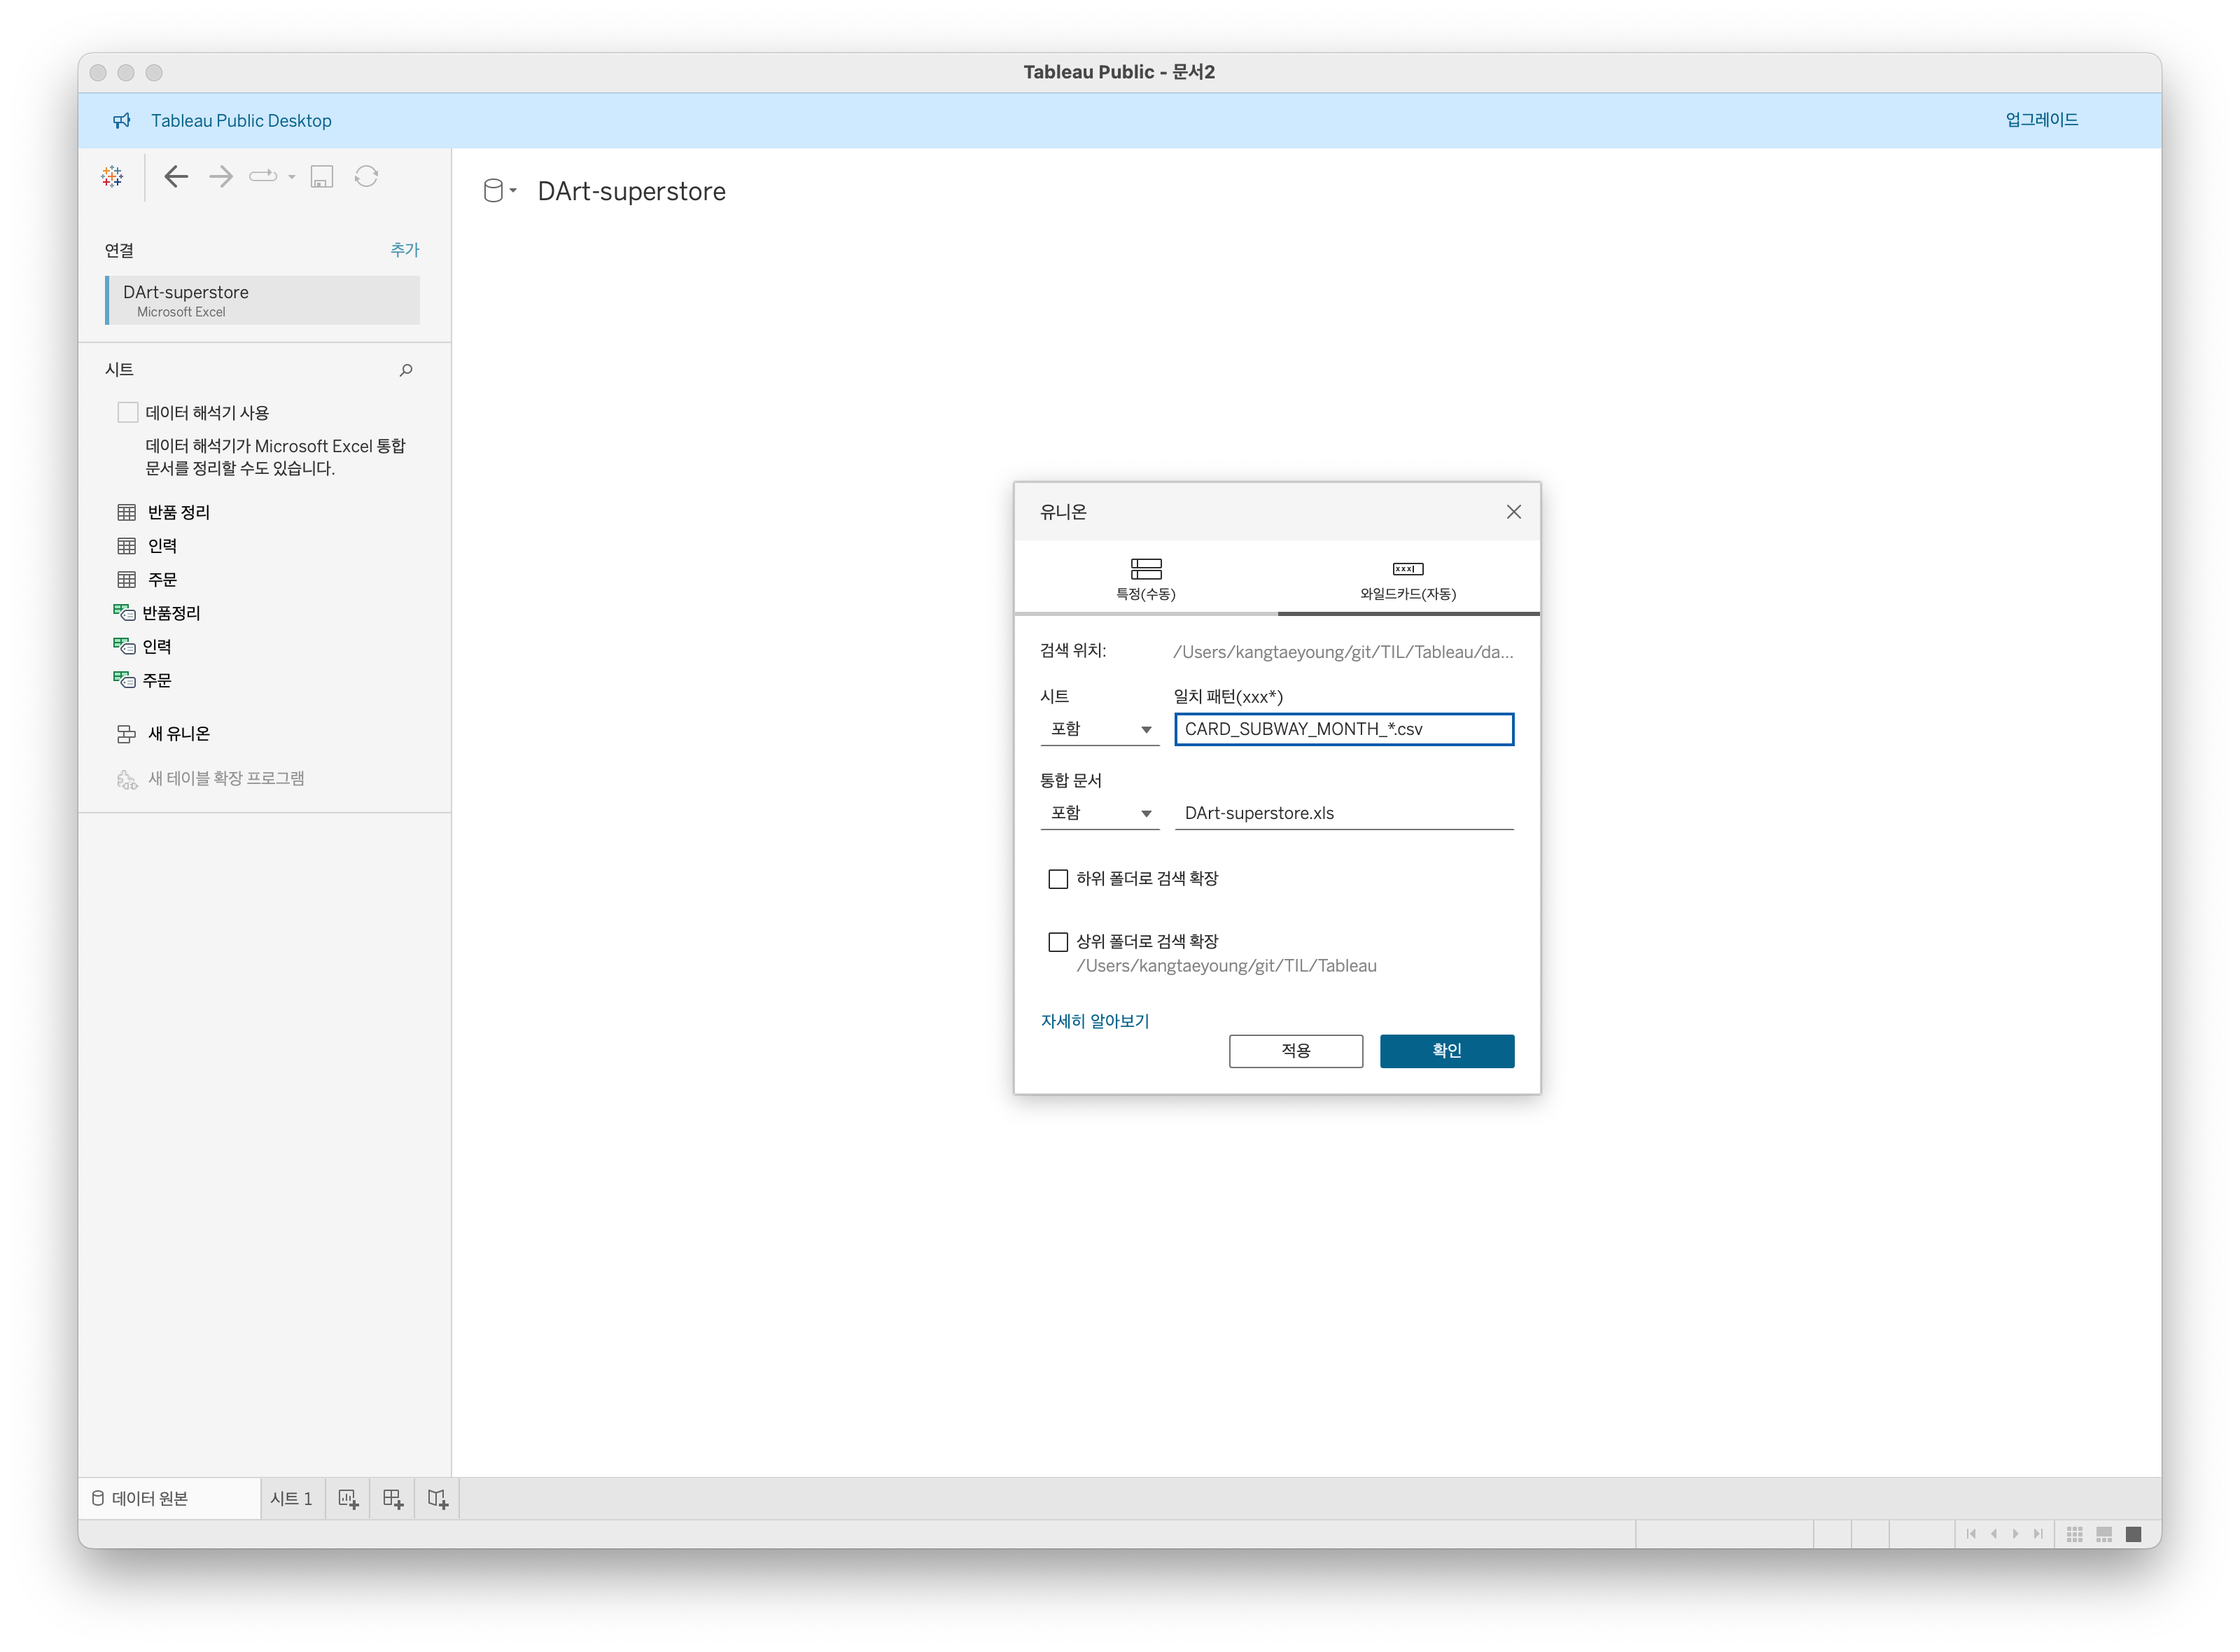 Tableau Public - 문서2
Tableau Public Desktop
업그레이드
DArt-superstore
연결
추가
DArt-superstore
Microsoft Excel
시트
데이터 해석기 사용
데이터 해석기가 Microsoft Excel 통합
문서를 정리할 수도 있습니다.
반품 정리
인력
주문
반품정리
인력
주문
새 유니온
새 테이블 확장 프로그램
유니온
특정(수동)
xxx
와일드카드(자동)
검색 위치:
/Users/kangtaeyoung/git/TIL/Tableau/da...
시트
일치 패턴(xxx*)
포함
CARD_SUBWAY_MONTH_*.csv
통합 문서
포함
DArt-superstore.xls
하위 폴더로 검색 확장
상위 폴더로 검색 확장
/Users/kangtaeyoung/git/TIL/Tableau
자세히 알아보기
적용
확인
데이터 원본
시트 1